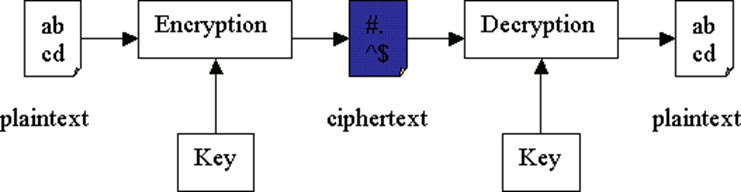 ab
cd
Encryption
#.
^$
Decryption
ab
cd
plaintext
ciphertext
plaintext
Key
Key